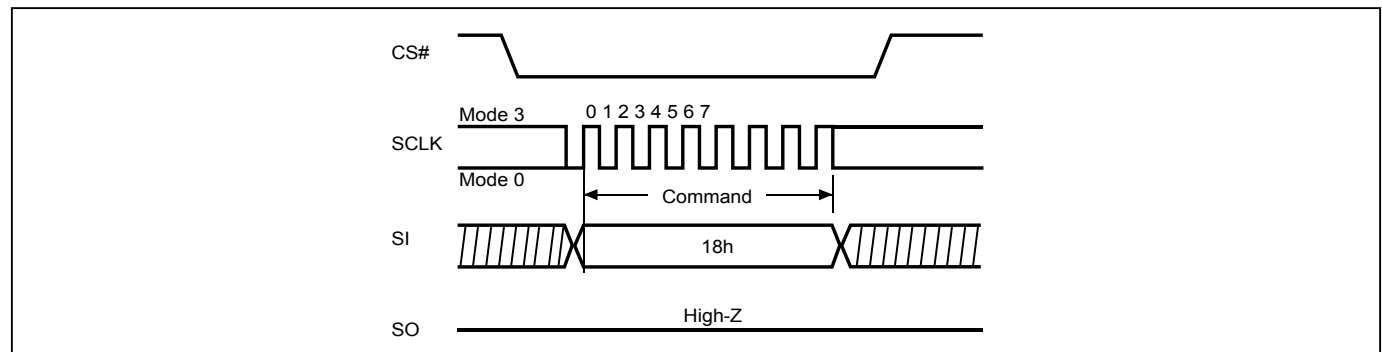 CS#
Mode 3
0 1 2 3 4 5 6 7
SCLK
Mode 0
Command
SI
18h
High-Z
SO